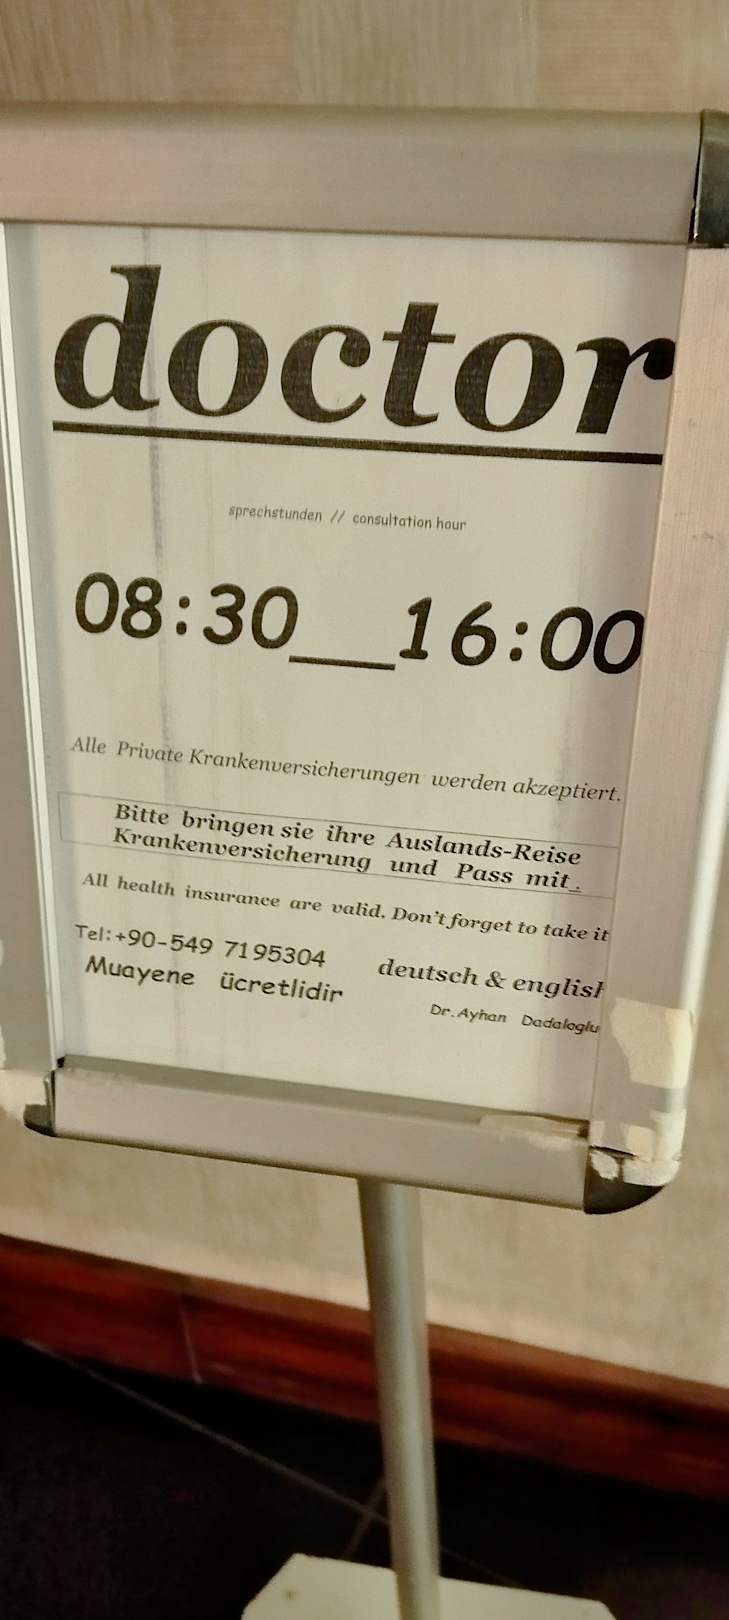 doctor
sprechstunden // consultation hour
08:30__16:00
Alle Private Krankenversicherungen werden akzeptiert.
Bitte bringen sie ihre Auslands-Reise
Krankenversicherung und Pass mit .
All health insurance are valid. Don't forget to take it
Tel:+90-549 7195304
deutsch & english
Muayene ücretlidir
Dr.Ayhan Dadaloglu